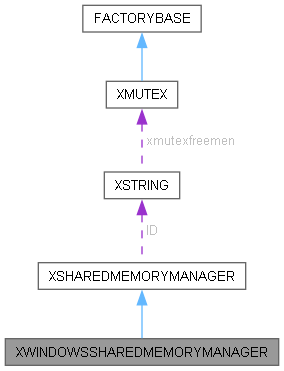 FACTORYBASE
XMUTEX
xmutexfreemen
XSTRING
ID
XSHAREDMEMORYMANAGER
XWINDOWSSHAREDMEMORYMANAGER